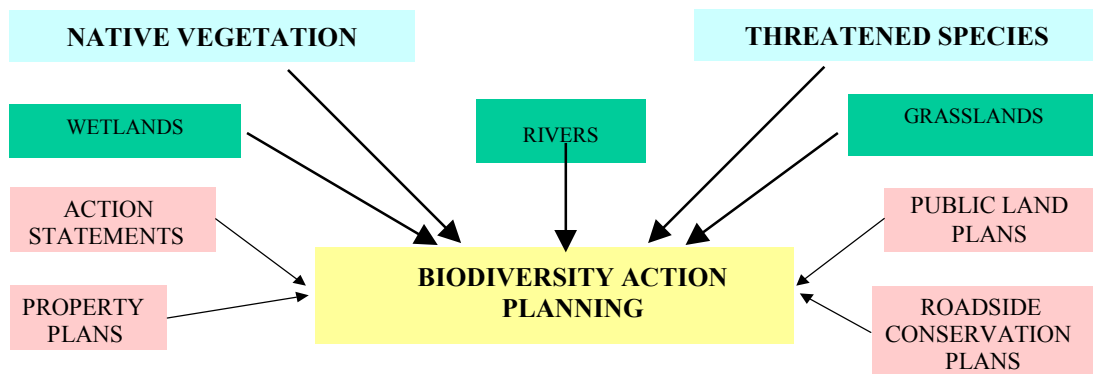 NATIVE VEGETATION
THREATENED SPECIES
WETLANDS
RIVERS
GRASSLANDS
ACTION
STATEMENTS
PUBLIC LAND
PLANS
BIODIVERSITY ACTION
PLANNING
PROPERTY
PLANS
ROADSIDE
CONSERVATION
PLANS